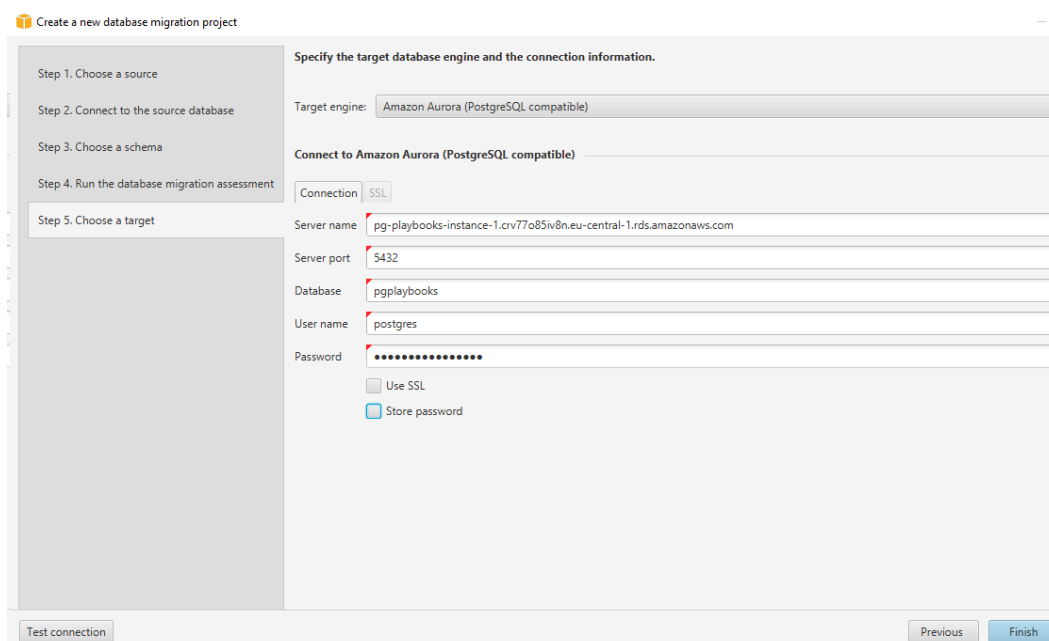 Create a new database migration project
Step 1. Choose a source
Step 2. Connect to the source database
Step 3. Choose a schema
Step 4. Run the database migration assessment
Step 5. Choose a target
Specify the target database engine and the connection information.
Target engine: Amazon Aurora (PostgreSQL compatible)
Connect to Amazon Aurora (PostgreSQL compatible)
Connection SSL
Server name pg-playbooks-instance-1.crv77o85iv8n.eu-central-1.rds.amazonaws.com
Server port 5432
Database pgplaybooks
User name postgres
Password ••••••••••••••••
Use SSL
Store password
Test connection Previous Finish